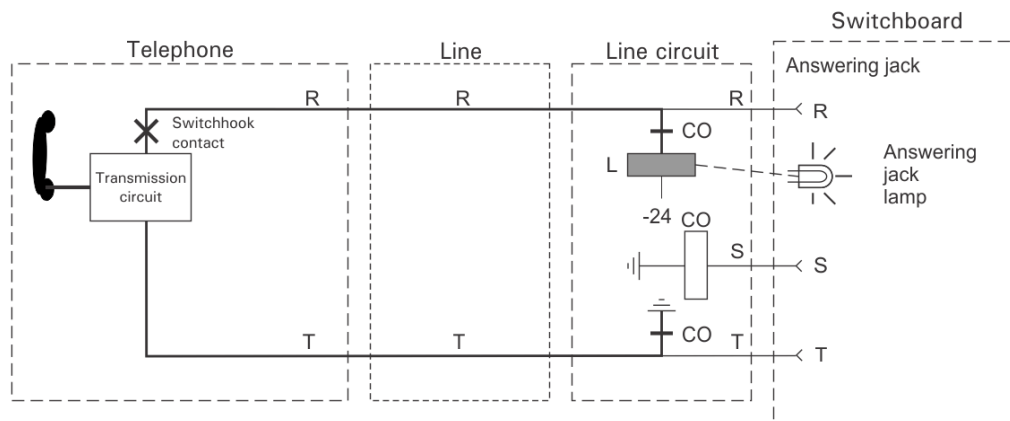 Switchboard
Telephone
Line
Line circuit
Answering jack
R
R
R
R
Switchhook
contact
CO
Transmission
circuit
L
Answering
jack
lamp
-24
CO
S
S
CO
T
T
T
T